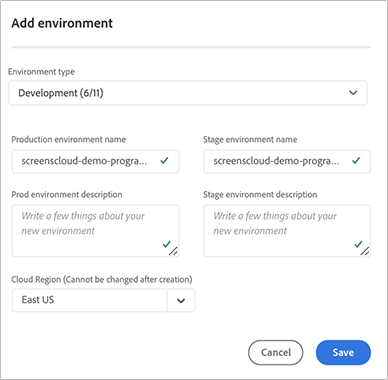 Add environment
Environment type
Development (6/11)
Production environment name
Stage environment name
screenscloud-demo-progra...
screenscloud-demo-progra...
Prod environment description
Stage environment description
Write a few things about your
new environment
Write a few things about your
new environment
Cloud Region (Cannot be changed after creation)
East US
Cancel
Save